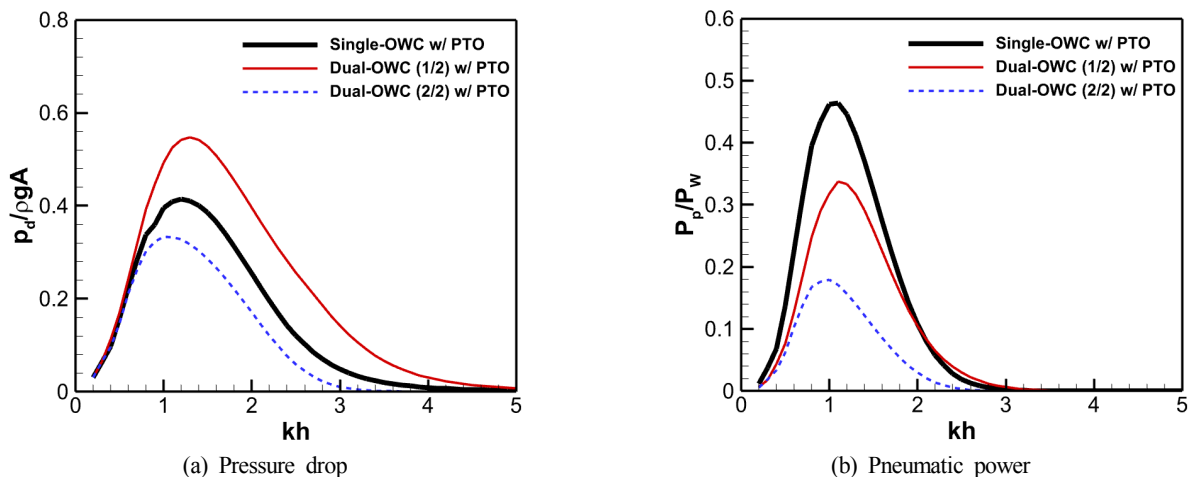 0.8
0.6
0.4
0.2
0
p_d/ρgA
Single-OWC w/ PTO
Dual-OWC (1/2) w/ PTO
Dual-OWC (2/2) w/ PTO
0 1 2 3 4 5
kh
(a) Pressure drop
0.6
0.5
0.4
0.3
0.2
0.1
0
P_p/P_W
Single-OWC w/ PTO
Dual-OWC (1/2) w/ PTO
Dual-OWC (2/2) w/ PTO
0 1 2 3 4 5
kh
(b) Pneumatic power